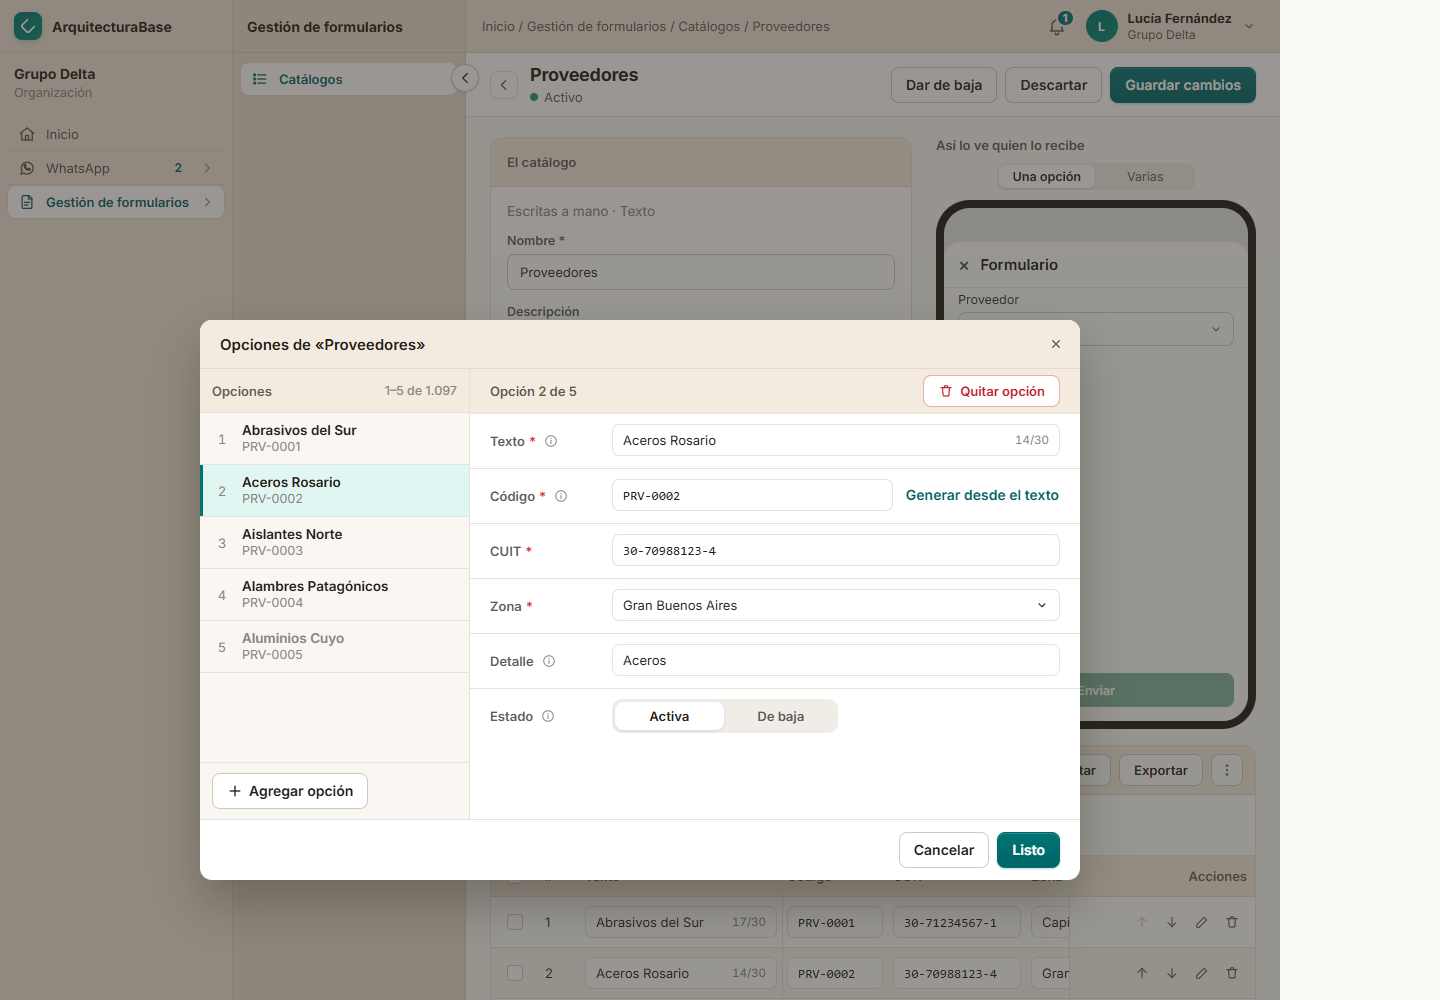 ArquitecturaBase
Gestión de formularios
Inicio / Gestión de formularios / Catálogos / Proveedores
1
L
Lucía Fernández
Grupo Delta
Grupo Delta
Organización
Inicio
WhatsApp 2
Gestión de formularios
Catálogos
Proveedores
Activo
Dar de baja
Descartar
Guardar cambios
El catálogo
Escritas a mano · Texto
Nombre *
Proveedores
Descripción
Así lo ve quien lo recibe
Una opción
Varias
Formulario
Proveedor
Enviar
Opciones de «Proveedores»
Opciones 1–5 de 1.097
1 Abrasivos del Sur
PRV-0001
2 Aceros Rosario
PRV-0002
3 Aislantes Norte
PRV-0003
4 Alambres Patagónicos
PRV-0004
5 Aluminios Cuyo
PRV-0005
Agregar opción
Opción 2 de 5
Quitar opción
Texto * Aceros Rosario 14/30
Código * PRV-0002 Generar desde el texto
CUIT * 30-70988123-4
Zona * Gran Buenos Aires
Detalle Aceros
Estado Activa De baja
Cancelar
Listo
tar
Exportar
Acciones
1 Abrasivos del Sur 17/30 PRV-0001 30-71234567-1 Capi
2 Aceros Rosario 14/30 PRV-0002 30-70988123-4 Gran